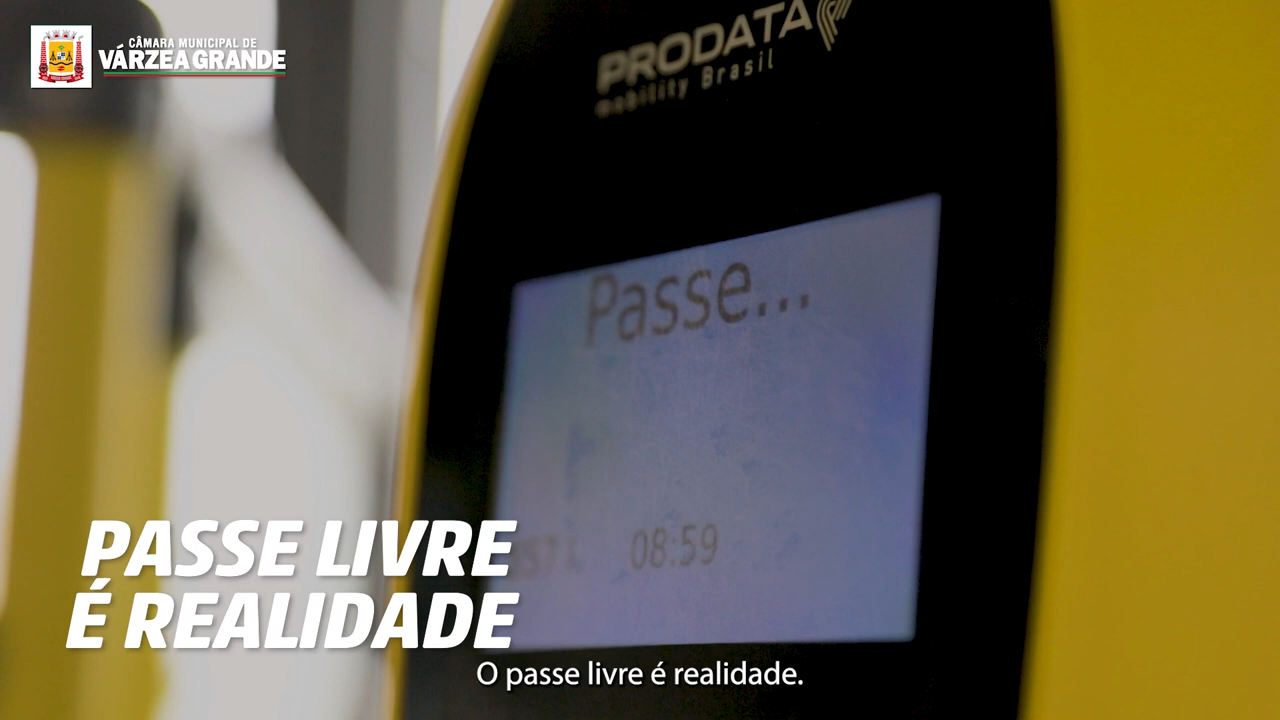 CÂMARA MUNICIPAL DE
VÁRZEA GRANDE
PRODATA
mobility Brasil
Passe...
08:59
PASSE LIVRE
É REALIDADE
O passe livre é realidade.